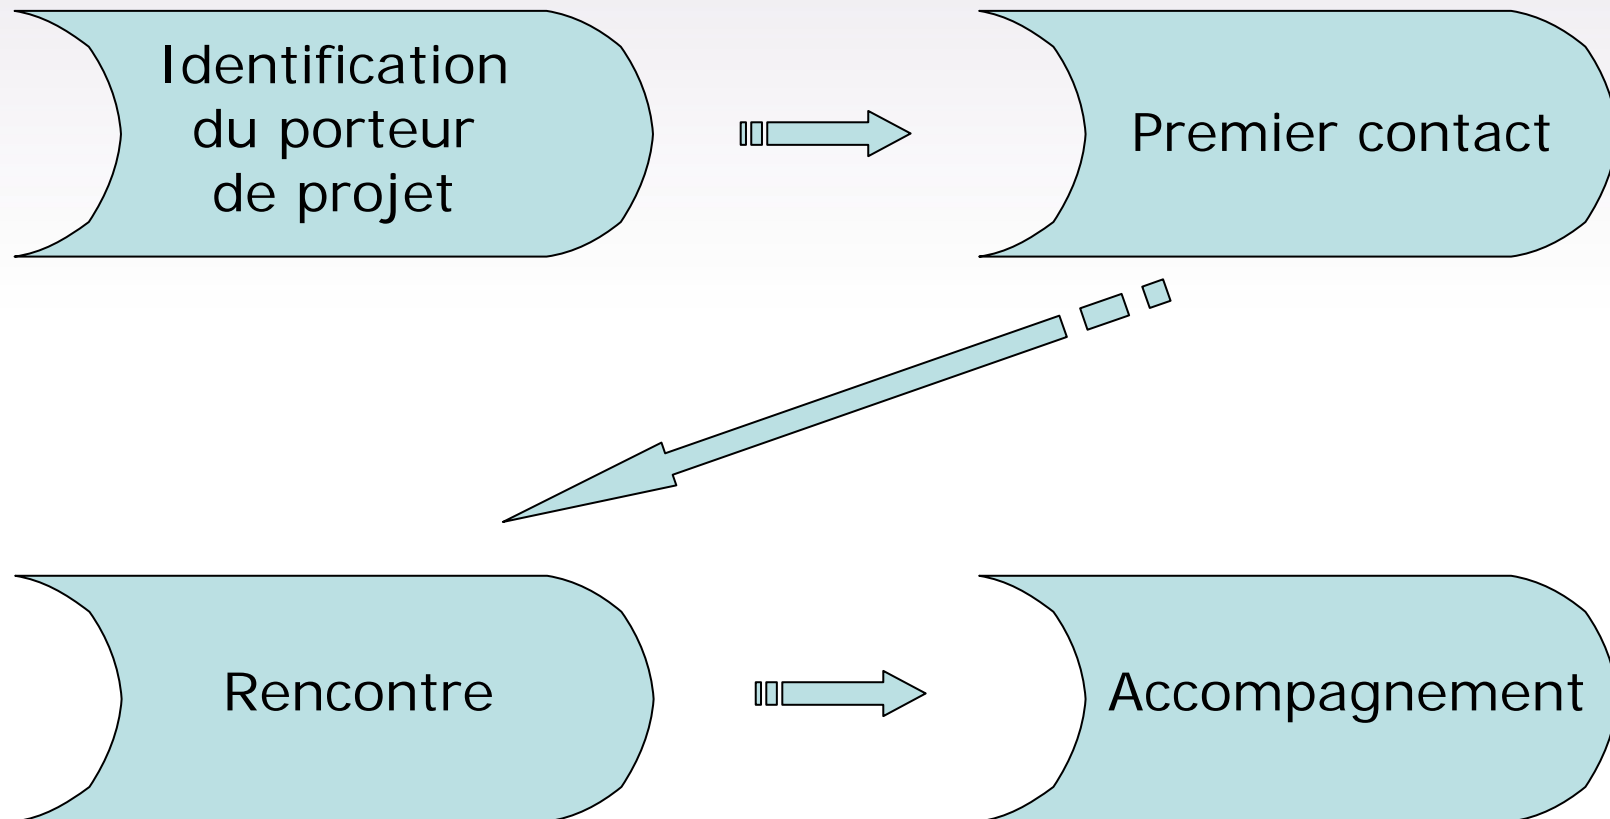 Identification
du porteur
de projet
Premier contact
Rencontre
Accompagnement